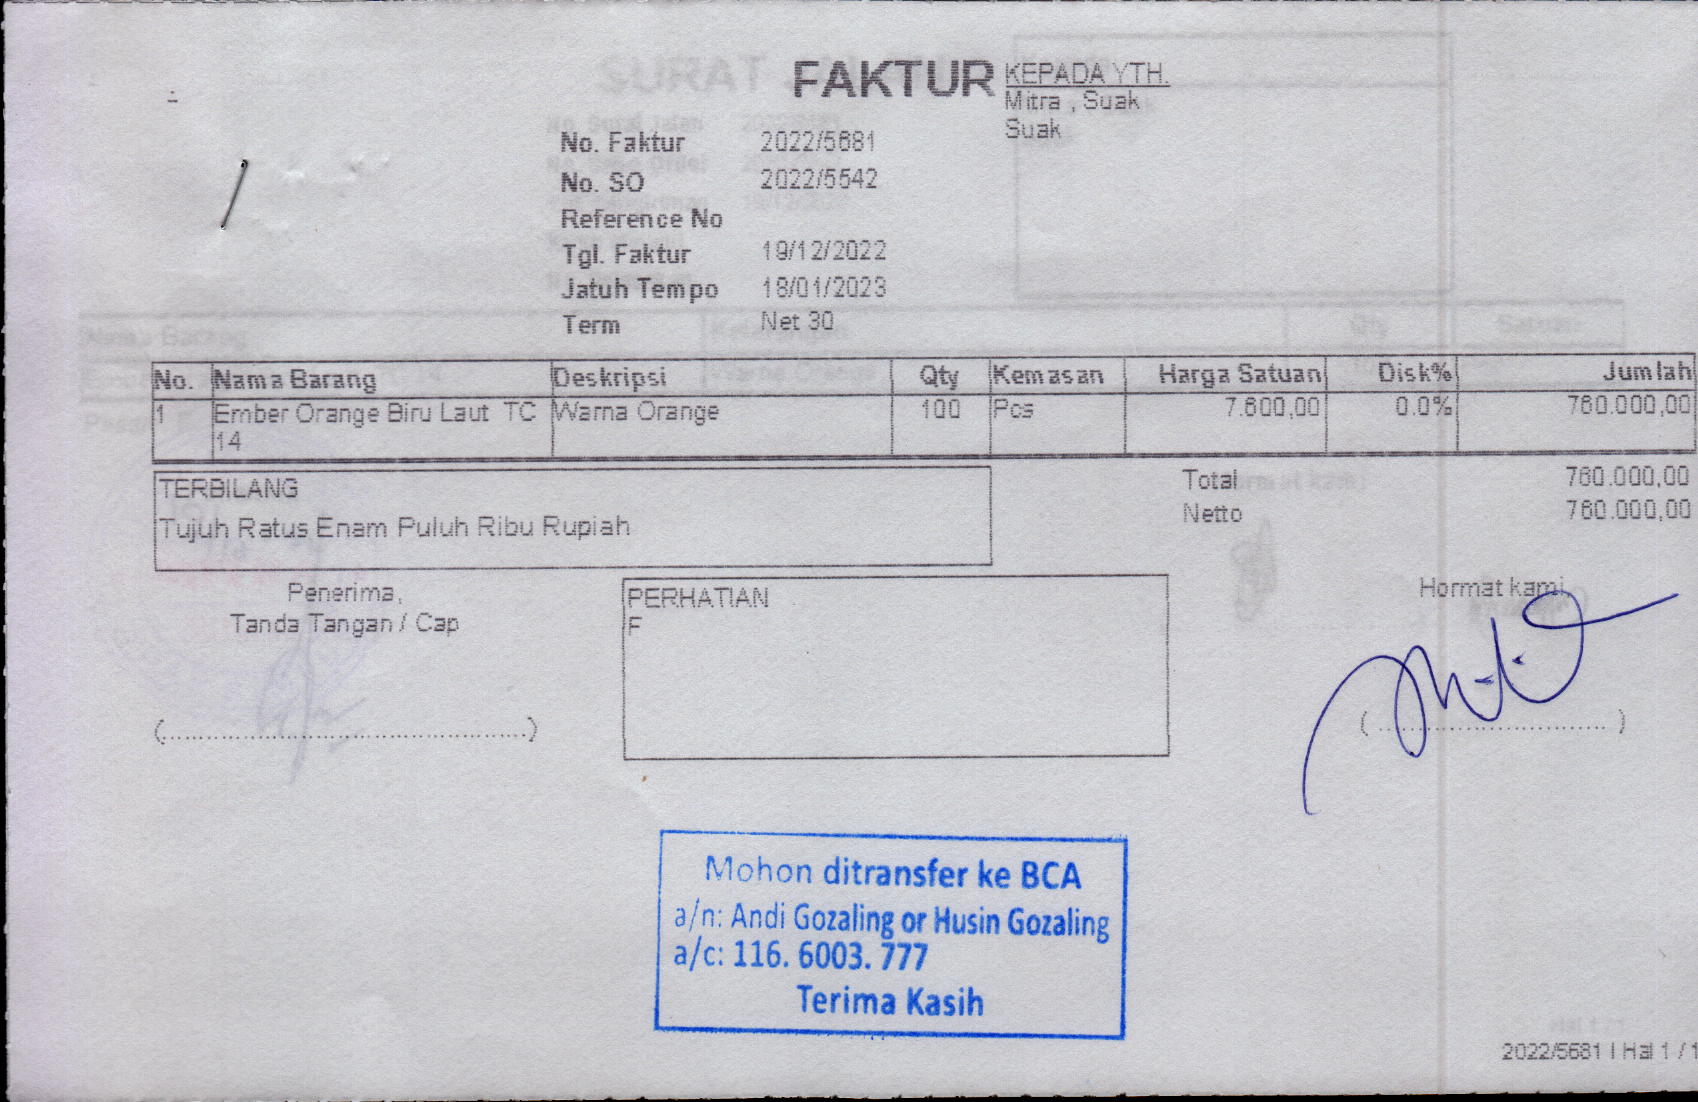 FAKTUR
KEPADA YTH.
Mitra , Suak
Suak
No. Faktur 2022/5681
No. SO 2022/5542
Reference No
Tgl. Faktur 19/12/2022
Jatuh Tempo 18/01/2023
Term Net 30
No. Nama Barang Deskripsi Qty Kemasan Harga Satuan Disk% Jumlah
1 Ember Orange Biru Laut TC Warna Orange 100 Pcs 7.600,00 0.0% 760.000,00
14
TERBILANG
Tujuh Ratus Enam Puluh Ribu Rupiah
Total 760.000,00
Netto 760.000,00
Penerima,
Tanda Tangan / Cap
PERHATIAN
F
Hormat kami,
(..............................................)
( .............................. )
Mohon ditransfer ke BCA
a/n: Andi Gozaling or Husin Gozaling
a/c: 116. 6003. 777
Terima Kasih
2022/5681 | Hal 1 / 1